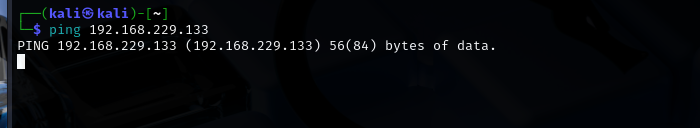 ┌──(kali㉿kali)-[~]
└─$ ping 192.168.229.133
PING 192.168.229.133 (192.168.229.133) 56(84) bytes of data.